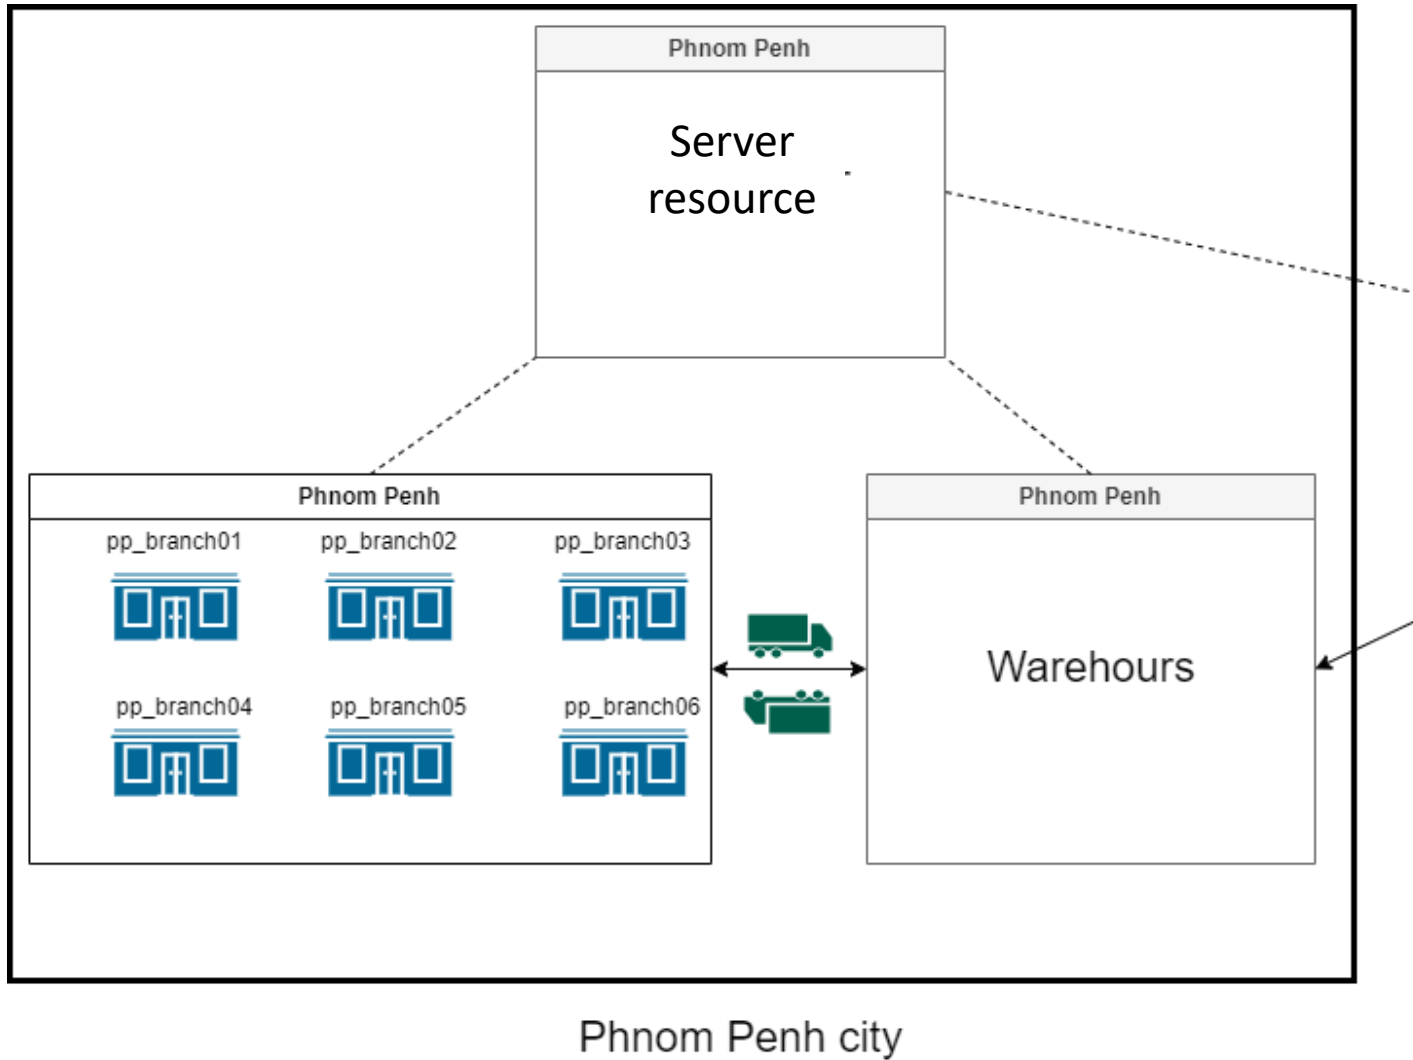 Phnom Penh
Server
resource
Phnom Penh
pp_branch01 pp_branch02 pp_branch03
pp_branch04 pp_branch05 pp_branch06
Phnom Penh
Warehours
Phnom Penh city